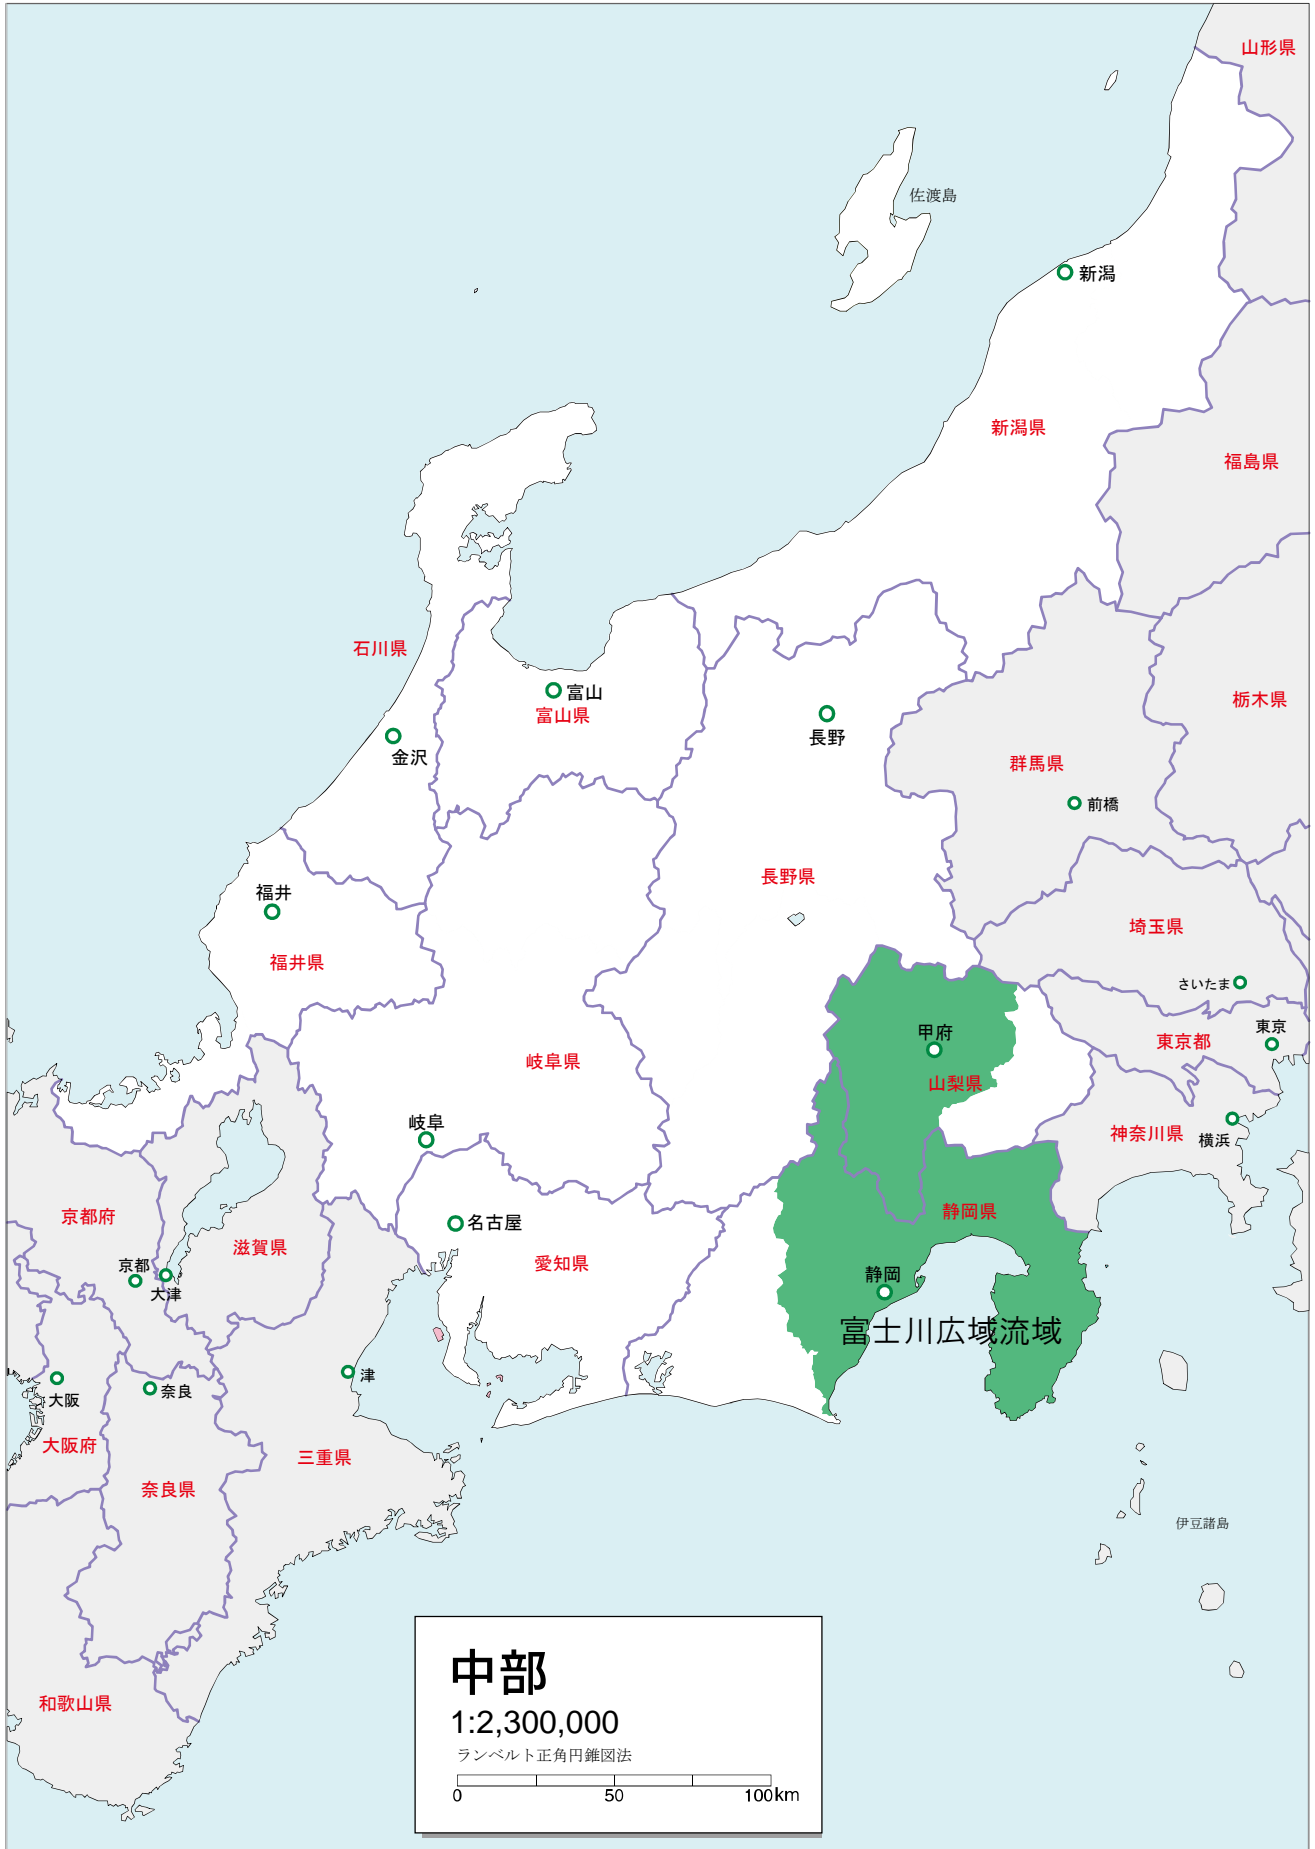 山形県
佐渡島
新潟
新潟県
福島県
石川県
富山
富山県
栃木県
金沢
長野
群馬県
前橋
長野県
福井
福井県
埼玉県
さいたま
東京
東京都
甲府
山梨県
岐阜県
岐阜
神奈川県
横浜
京都府
滋賀県
名古屋
愛知県
静岡県
京都
大津
静岡
富士川広域流域
津
大阪
奈良
大阪府
三重県
奈良県
伊豆諸島
和歌山県
中部
1:2,300,000
ランベルト正角円錐図法
0 50 100km